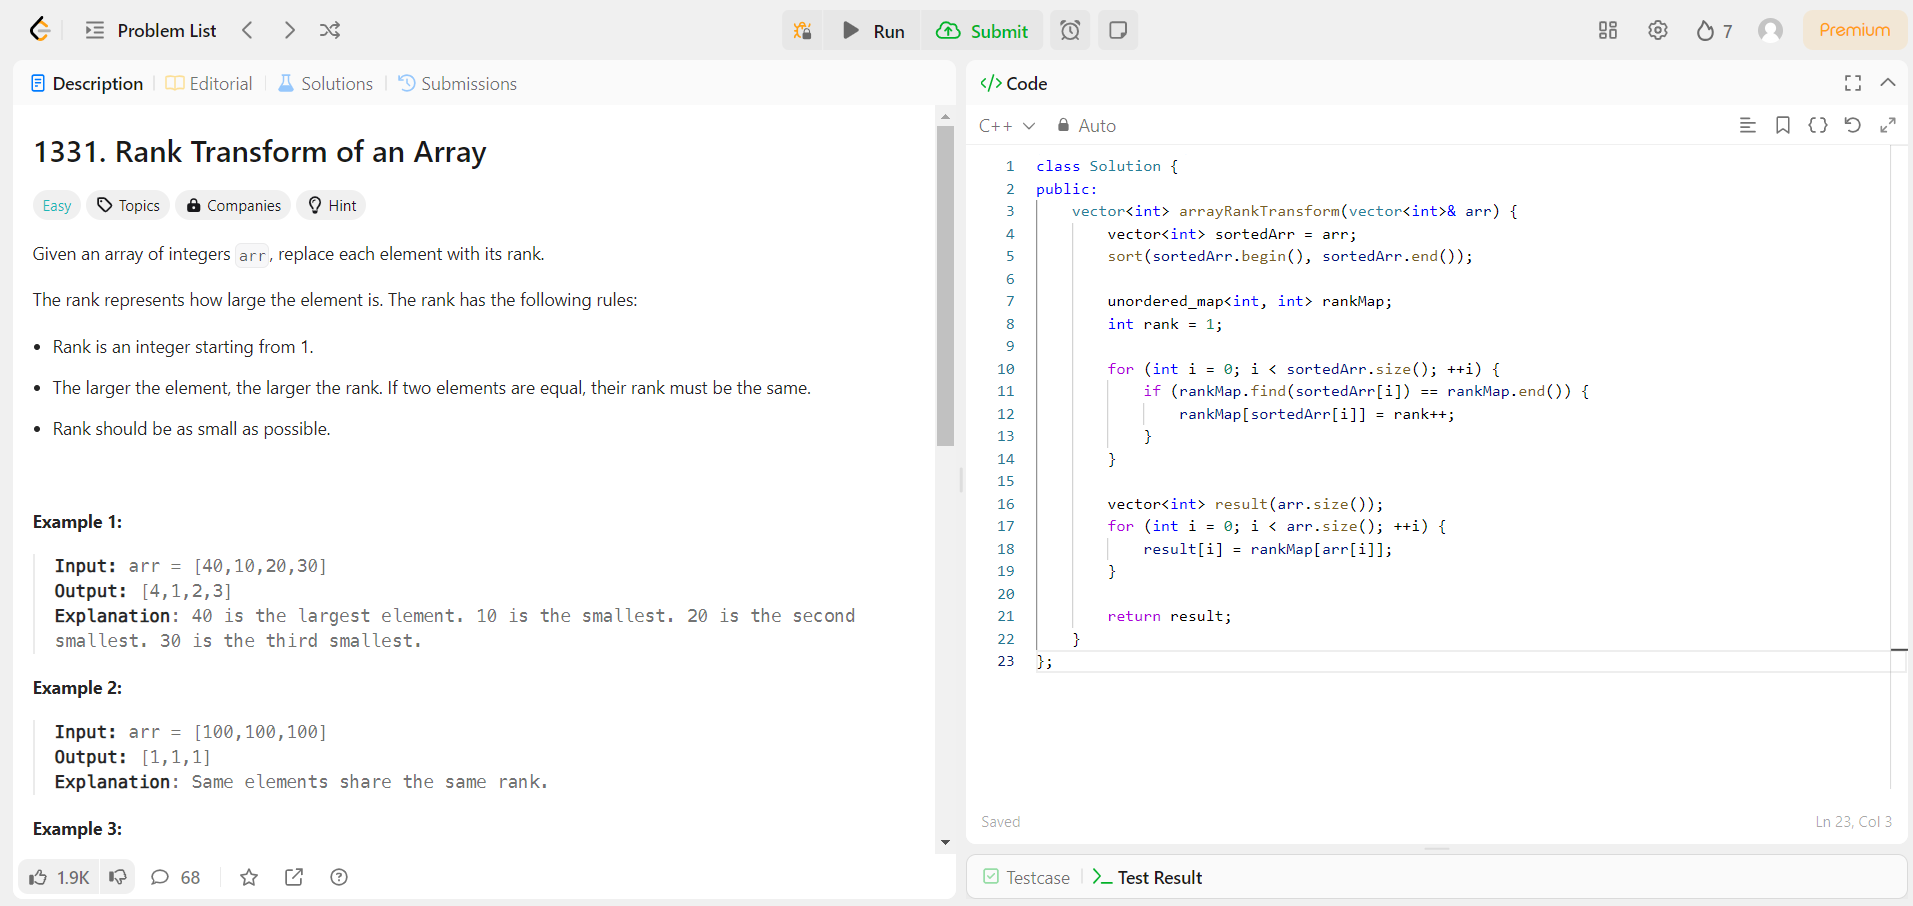 Problem List
Run
Submit
7
Premium
Description
Editorial
Solutions
Submissions
1331. Rank Transform of an Array
Easy
Topics
Companies
Hint
Given an array of integers arr, replace each element with its rank.
The rank represents how large the element is. The rank has the following rules:
• Rank is an integer starting from 1.
• The larger the element, the larger the rank. If two elements are equal, their rank must be the same.
• Rank should be as small as possible.
Example 1:
Input: arr = [40,10,20,30]
Output: [4,1,2,3]
Explanation: 40 is the largest element. 10 is the smallest. 20 is the second
smallest. 30 is the third smallest.
Example 2:
Input: arr = [100,100,100]
Output: [1,1,1]
Explanation: Same elements share the same rank.
Example 3:
1.9K
68
</> Code
C++
Auto
1 class Solution {
2 public:
3     vector<int> arrayRankTransform(vector<int>& arr) {
4         vector<int> sortedArr = arr;
5         sort(sortedArr.begin(), sortedArr.end());
6
7         unordered_map<int, int> rankMap;
8         int rank = 1;
9
10         for (int i = 0; i < sortedArr.size(); ++i) {
11             if (rankMap.find(sortedArr[i]) == rankMap.end()) {
12                 rankMap[sortedArr[i]] = rank++;
13             }
14         }
15
16         vector<int> result(arr.size());
17         for (int i = 0; i < arr.size(); ++i) {
18             result[i] = rankMap[arr[i]];
19         }
20
21         return result;
22     }
23 };
Saved
Ln 23, Col 3
Testcase
Test Result